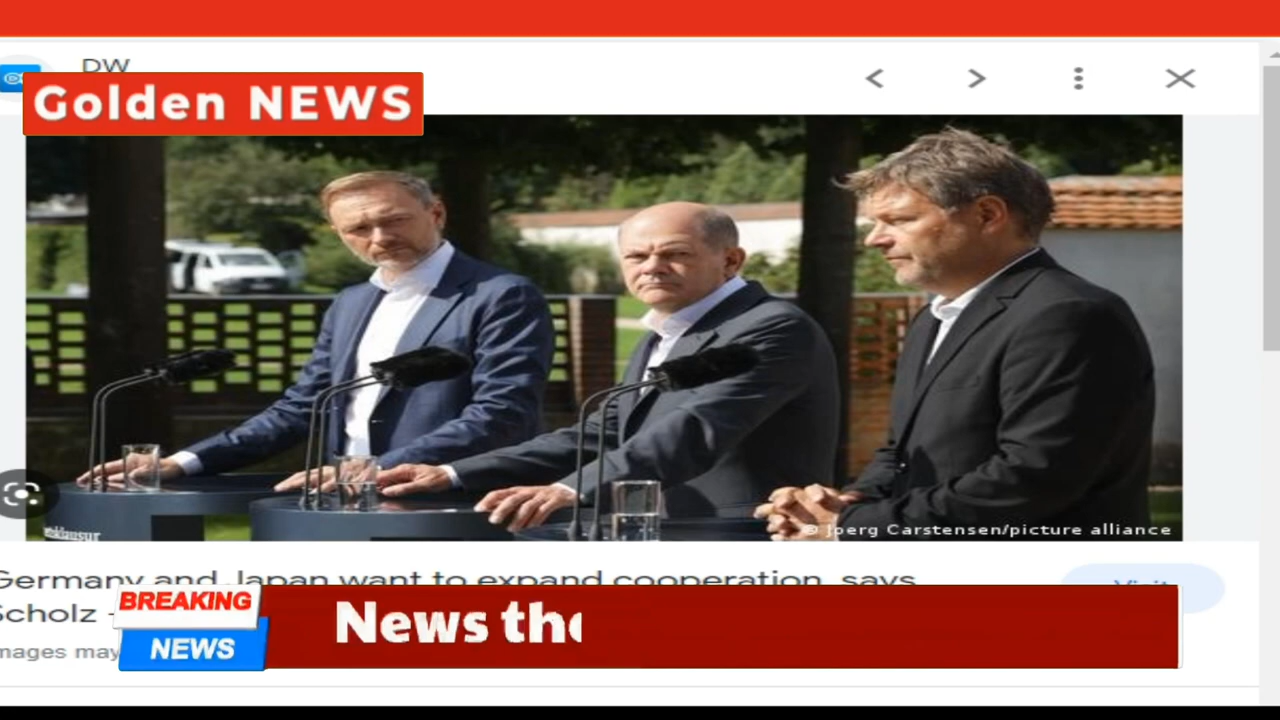 DW
Golden NEWS
© Joerg Carstensen/picture alliance
Germany and Japan want to expand cooperation, says
Scholz -
BREAKING
NEWS
News the